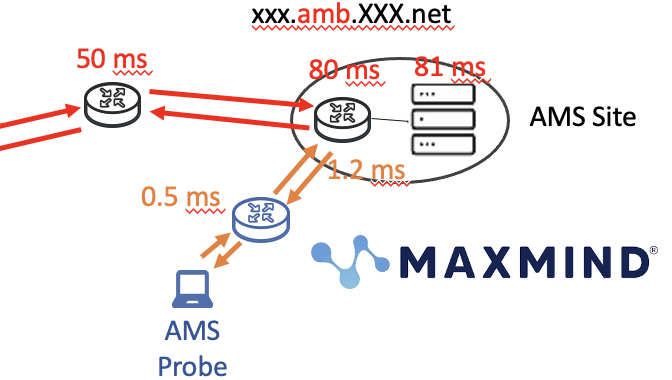 xxx.amb.XXX.net
50 ms
80 ms
81 ms
AMS Site
1.2 ms
0.5 ms
MAXMIND®
AMS
Probe